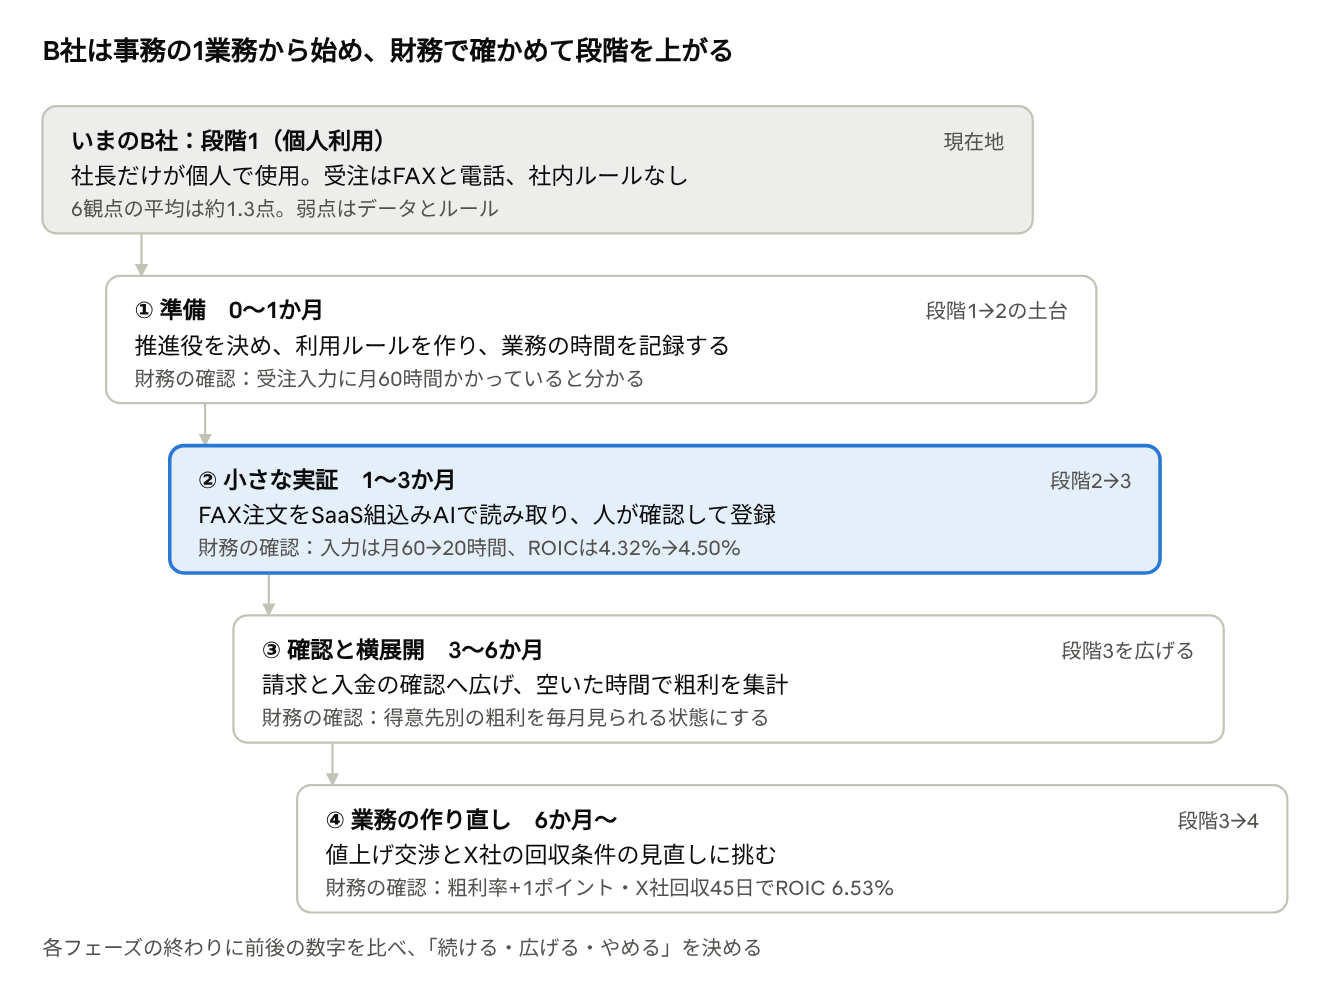 B社は事務の1業務から始め、財務で確かめて段階を上がる
いまのB社：段階1（個人利用）
現在地
社長だけが個人で使用。受注はFAXと電話、社内ルールなし
6観点の平均は約1.3点。弱点はデータとルール
① 準備　0〜1か月
段階1→2の土台
推進役を決め、利用ルールを作り、業務の時間を記録する
財務の確認：受注入力に月60時間かかっていると分かる
② 小さな実証　1〜3か月
段階2→3
FAX注文をSaaS組込みAIで読み取り、人が確認して登録
財務の確認：入力は月60→20時間、ROICは4.32%→4.50%
③ 確認と横展開　3〜6か月
段階3を広げる
請求と入金の確認へ広げ、空いた時間で粗利を集計
財務の確認：得意先別の粗利を毎月見られる状態にする
④ 業務の作り直し　6か月〜
段階3→4
値上げ交渉とX社の回収条件の見直しに挑む
財務の確認：粗利率+1ポイント・X社回収45日でROIC 6.53%
各フェーズの終わりに前後の数字を比べ、「続ける・広げる・やめる」を決める